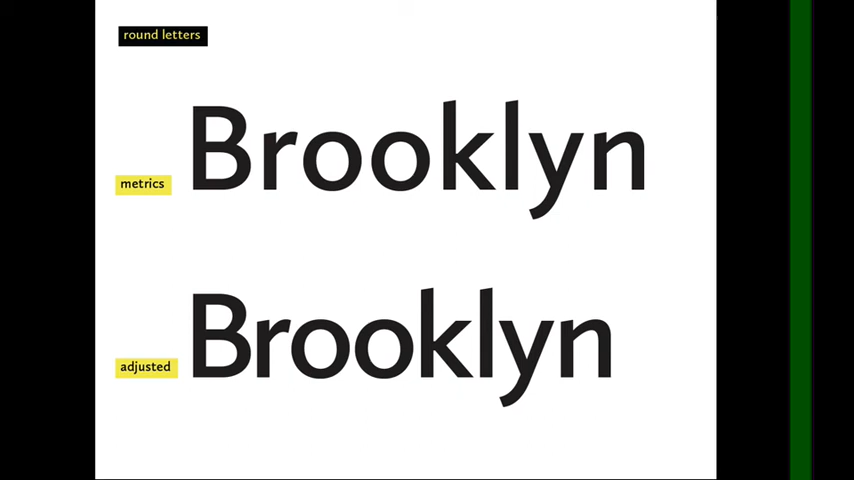 round letters
Brooklyn
metrics
Brooklyn
adjusted